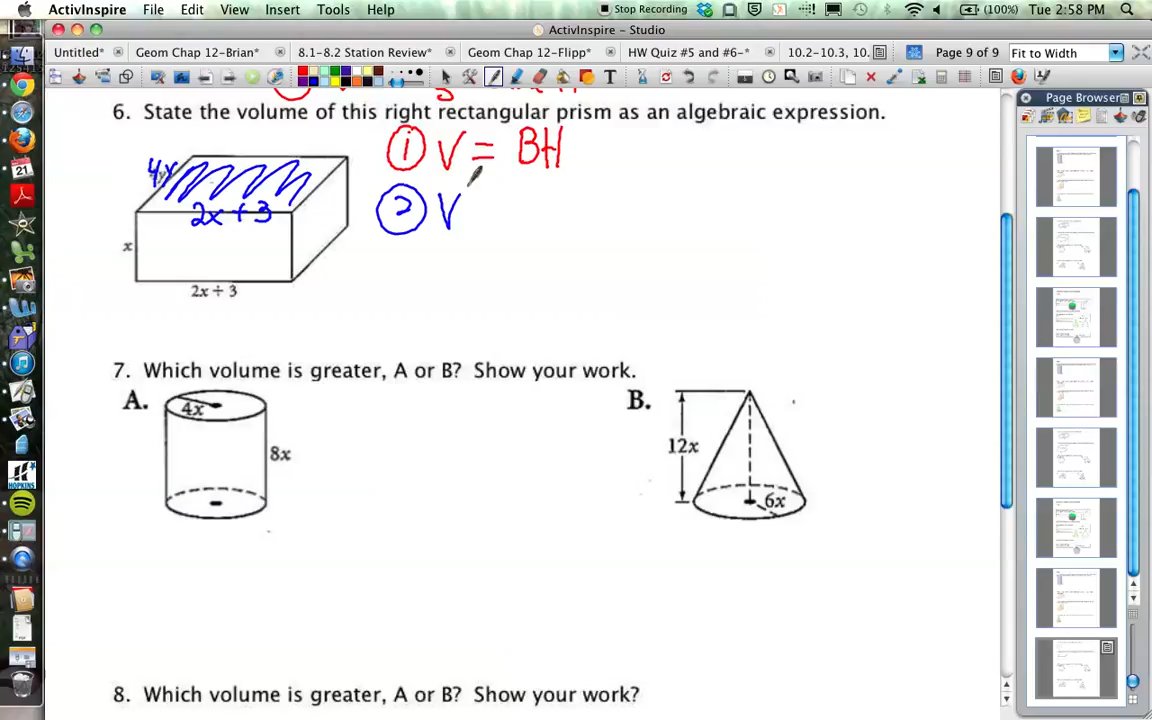 ActivInspire File Edit View Insert Tools Help Stop Recording (100%) Tue 2:58 PM
ActivInspire - Studio
Untitled* Geom Chap 12-Brian* 8.1-8.2 Station Review* Geom Chap 12-Flipp* HW Quiz #5 and #6-* 10.2-10.3, 10. Page 9 of 9 Fit to Width
Page Browser
6. State the volume of this right rectangular prism as an algebraic expression.
① V = BH
② V
2x + 3
x
2x + 3
7. Which volume is greater, A or B? Show your work.
A. 4x
8x
B. 12x
6x
8. Which volume is greater, A or B? Show your work?
21
HOPKINS